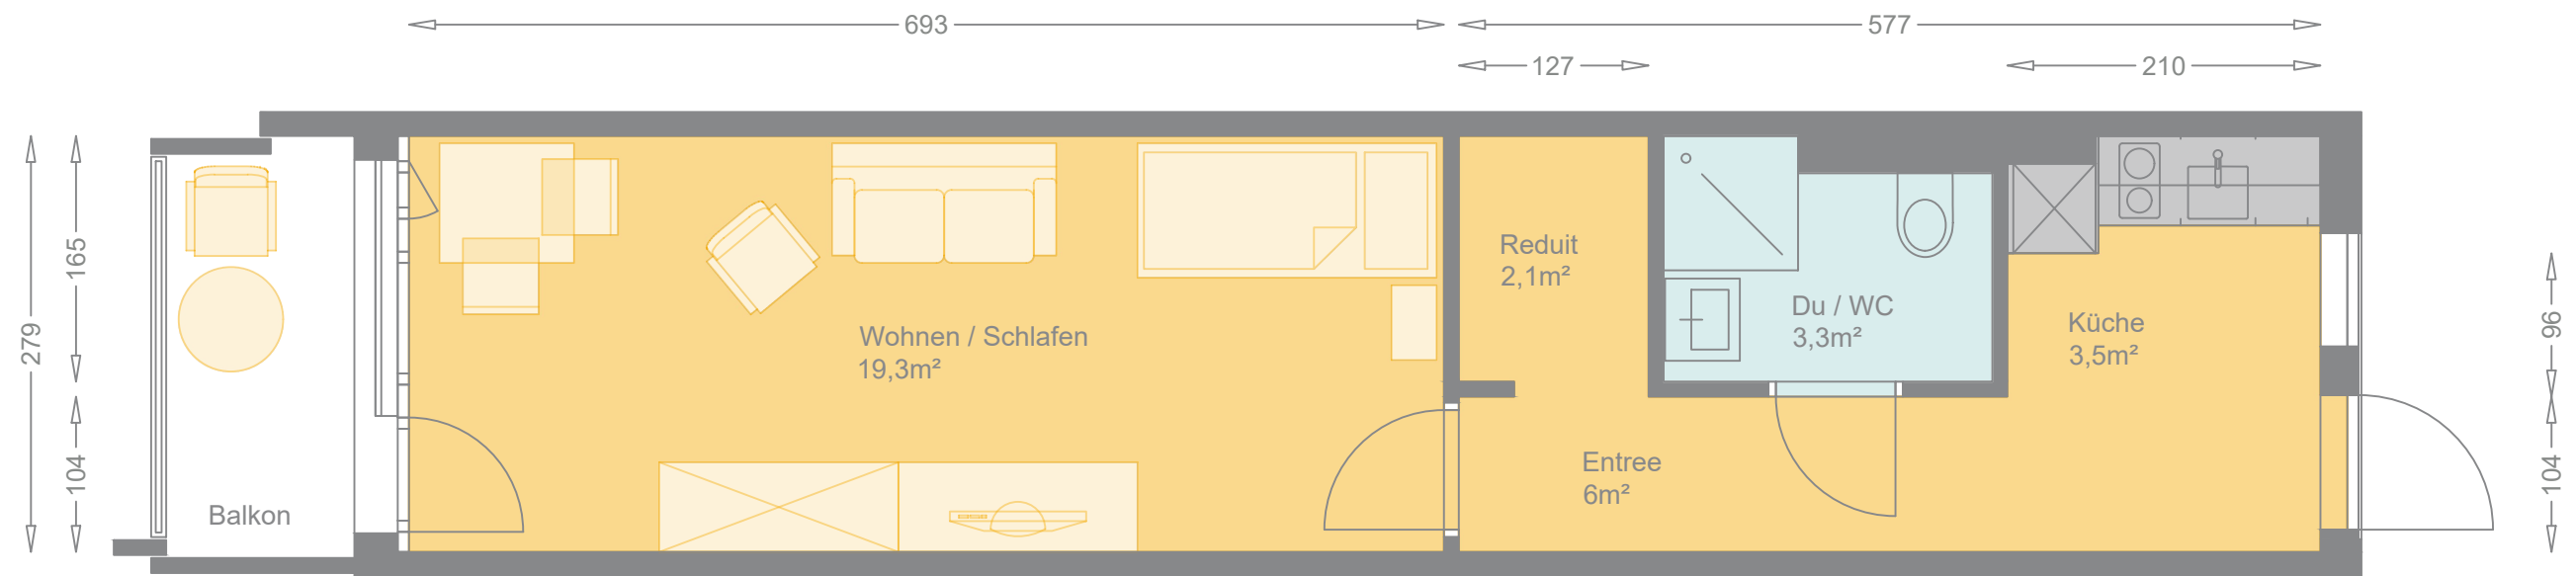 693
577
127
210
279
165
104
Balkon
Wohnen / Schlafen
19,3m²
Reduit
2,1m²
Du / WC
3,3m²
Küche
3,5m²
Entree
6m²
96
104